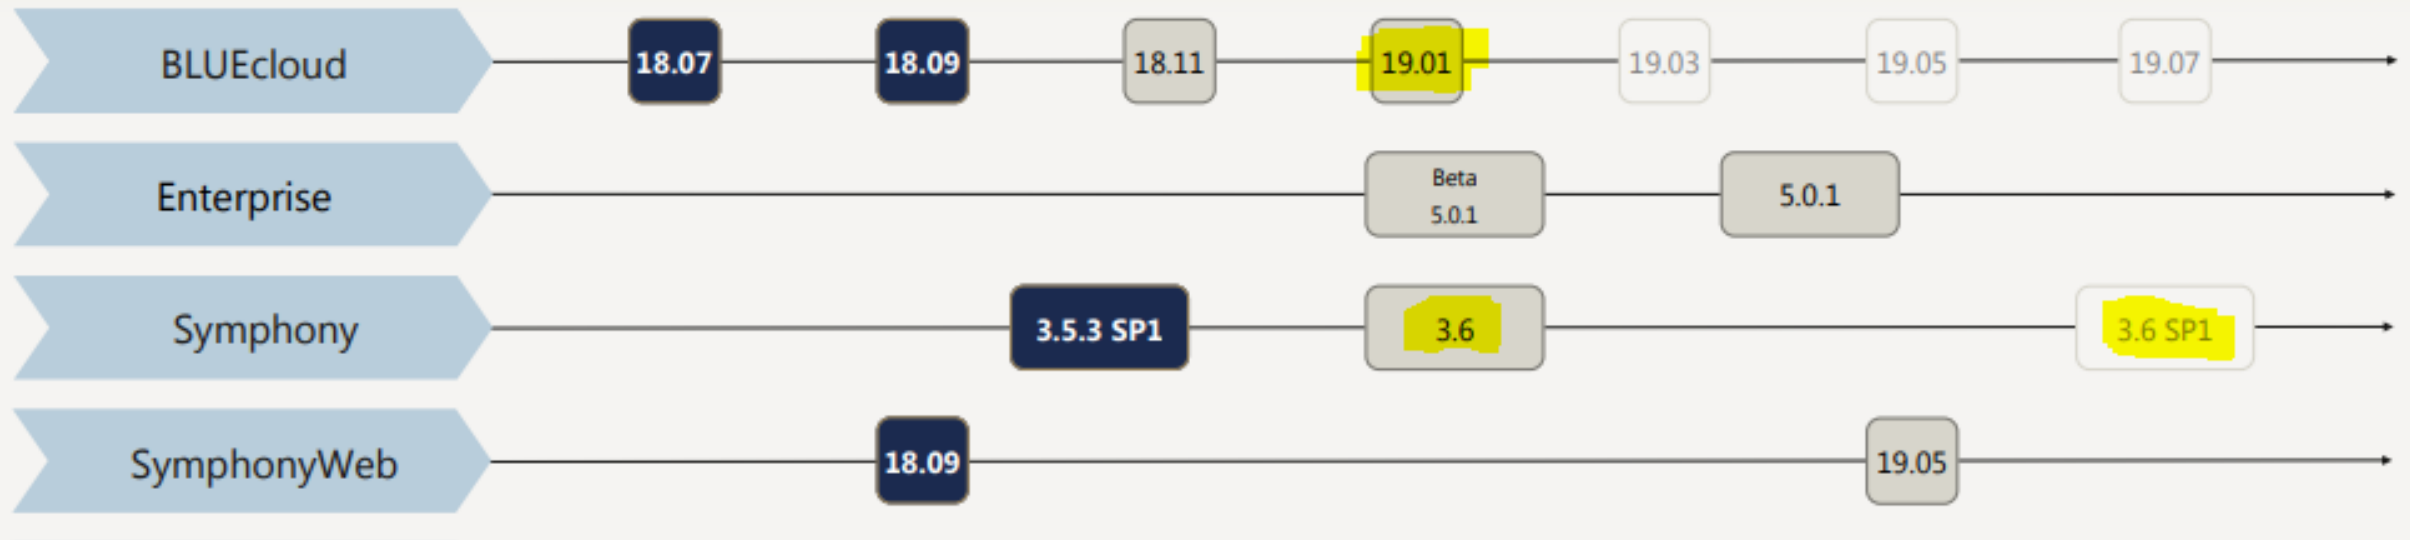 BLUEcloud 18.07 18.09 18.11 19.01 19.03 19.05 19.07
Enterprise Beta 5.0.1 5.0.1
Symphony 3.5.3 SP1 3.6 3.6 SP1
SymphonyWeb 18.09 19.05